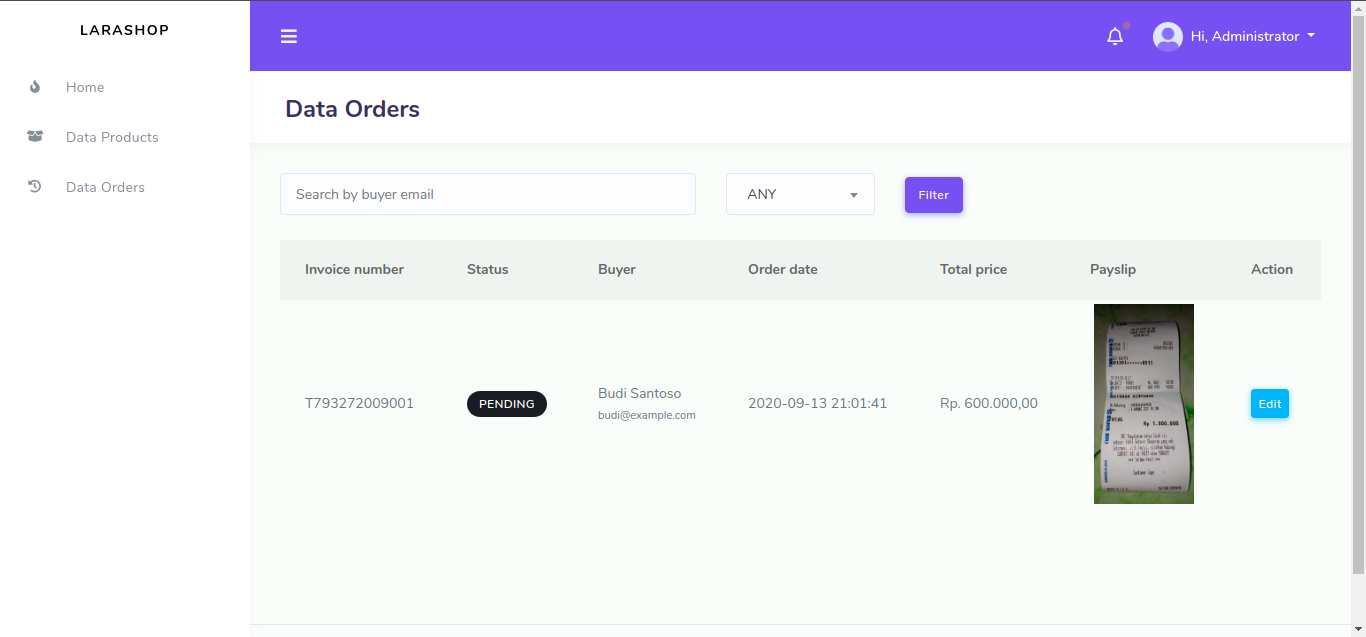 LARASHOP
Hi, Administrator
Home
Data Products
Data Orders
Data Orders
Search by buyer email
ANY
Filter
Invoice number Status Buyer Order date Total price Payslip Action
T793272009001 PENDING Budi Santoso 2020-09-13 21:01:41 Rp. 600.000,00 Edit
budi@example.com